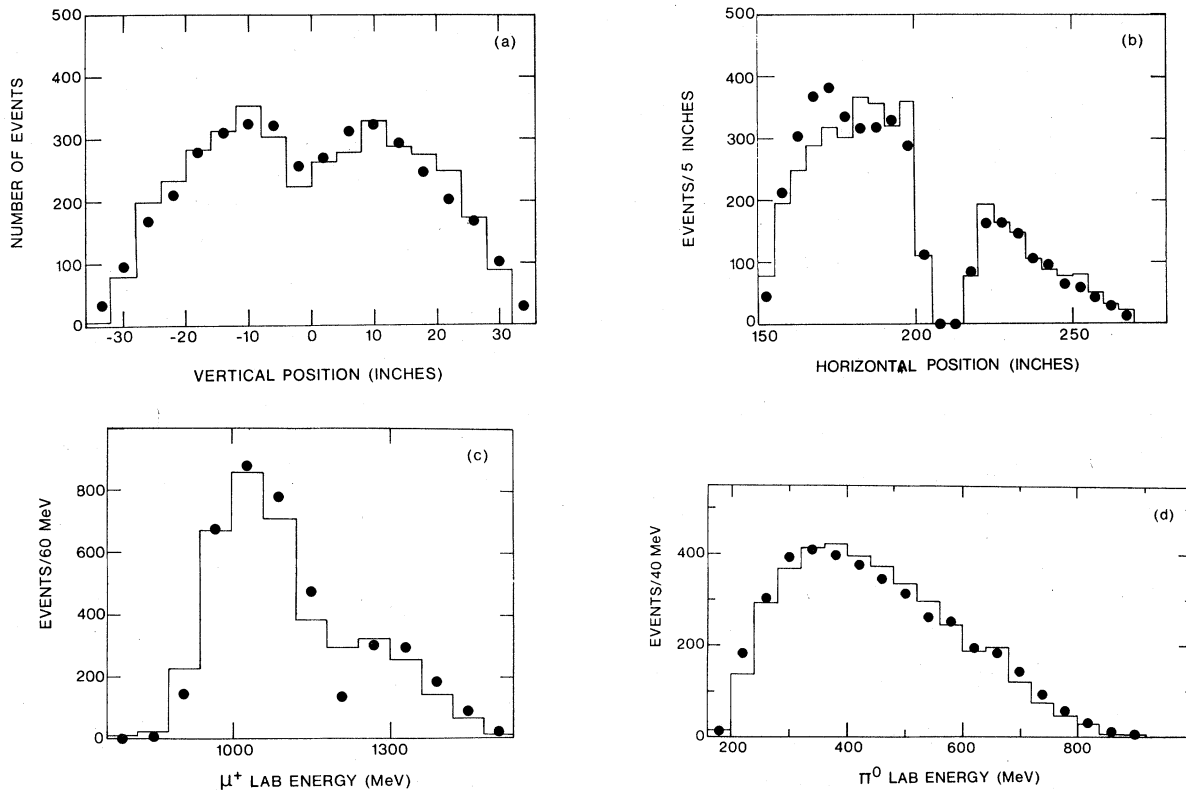 500
400
300
200
100
0
NUMBER OF EVENTS
(a)
-30 -20 -10 0 10 20 30
VERTICAL POSITION (INCHES)
500
400
300
200
100
0
EVENTS/ 5 INCHES
(b)
150 200 250
HORIZONTAL POSITION (INCHES)
800
600
400
200
0
EVENTS/60 MeV
(c)
1000 1300
μ⁺ LAB ENERGY (MeV)
400
200
0
EVENTS/40 MeV
(d)
200 400 600 800
π⁰ LAB ENERGY (MeV)